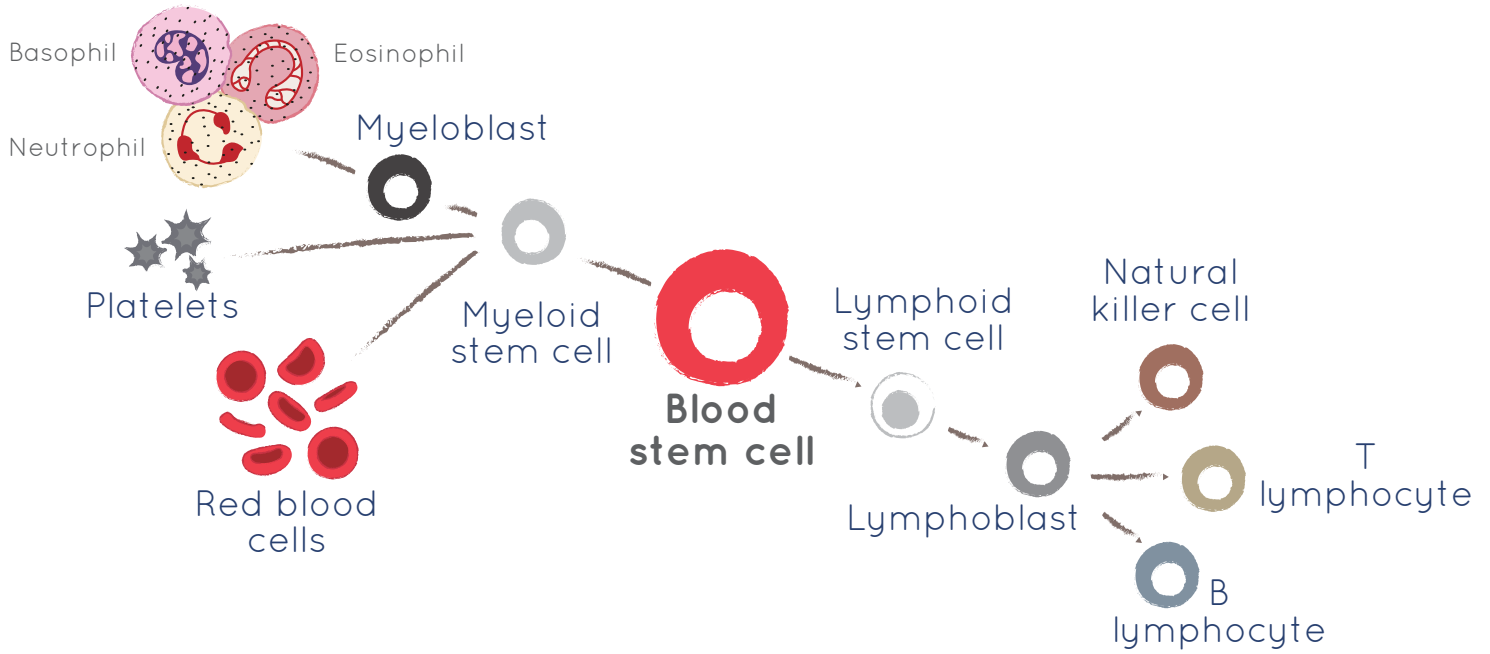 Basophil
Eosinophil
Neutrophil
Myeloblast
Platelets
Myeloid
stem cell
Red blood
cells
Blood
stem cell
Lymphoid
stem cell
Lymphoblast
Natural
killer cell
T
lymphocyte
B
lymphocyte